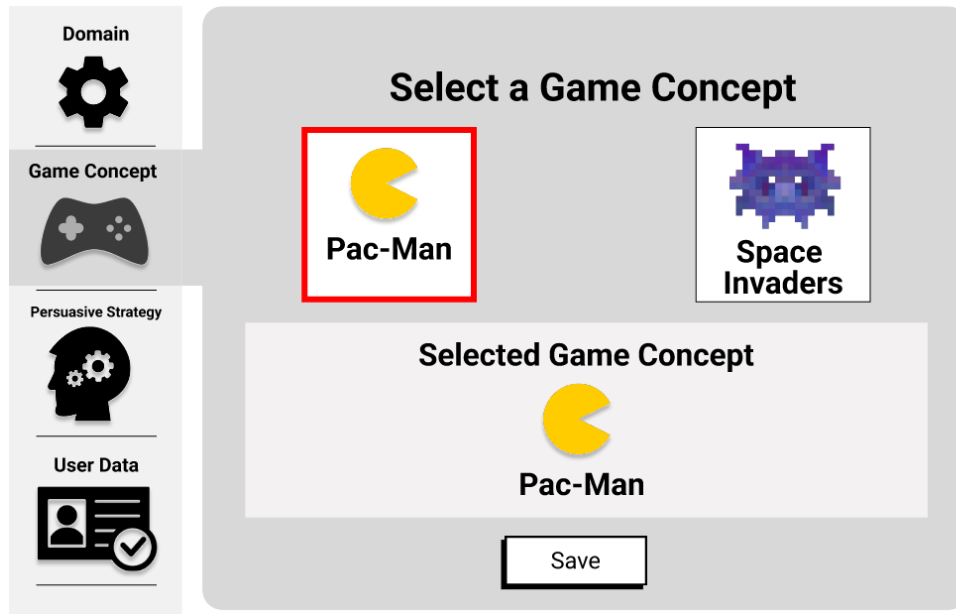 Domain
Game Concept
Persuasive Strategy
User Data
Select a Game Concept
Pac-Man
Space
Invaders
Selected Game Concept
Pac-Man
Save